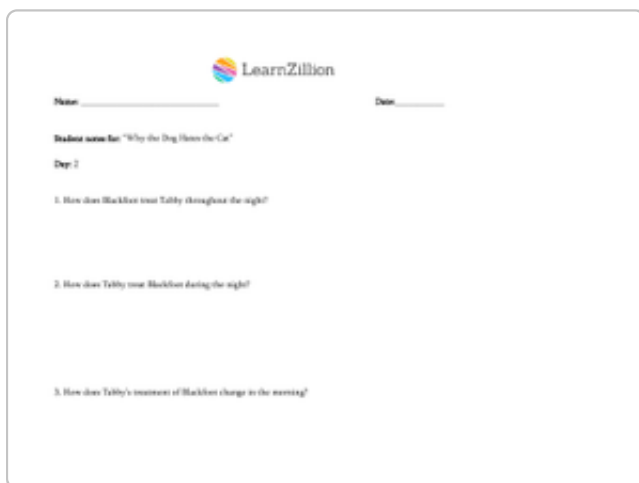 LearnZillion
Name: ____________________ Date:________
Student notes for: "Why the Dog Hates the Cat"
Day: 2
1. How does Blackfoot treat Tabby throughout the night?
2. How does Tabby treat Blackfoot during the night?
3. How does Tabby's treatment of Blackfoot change in the morning?